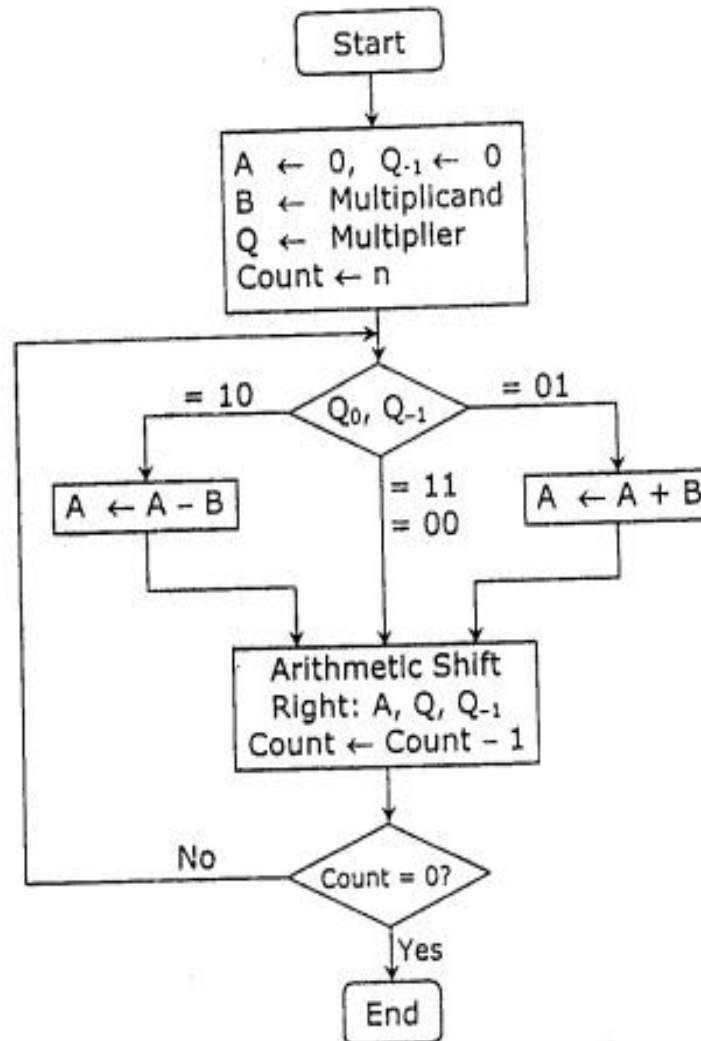 Start
A ← 0, Q₋₁ ← 0
B ← Multiplicand
Q ← Multiplier
Count ← n
= 10
Q₀, Q₋₁
= 01
A ← A – B
= 11
= 00
A ← A + B
Arithmetic Shift
Right: A, Q, Q₋₁
Count ← Count – 1
No
Count = 0?
Yes
End